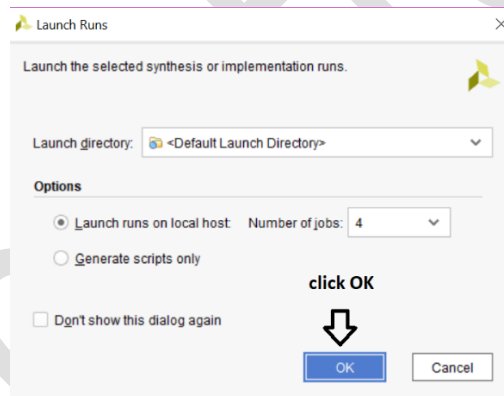 Launch Runs
Launch the selected synthesis or implementation runs.
Launch directory: <Default Launch Directory>
Options
Launch runs on local host Number of jobs: 4
Generate scripts only
click OK
Don't show this dialog again
OK Cancel